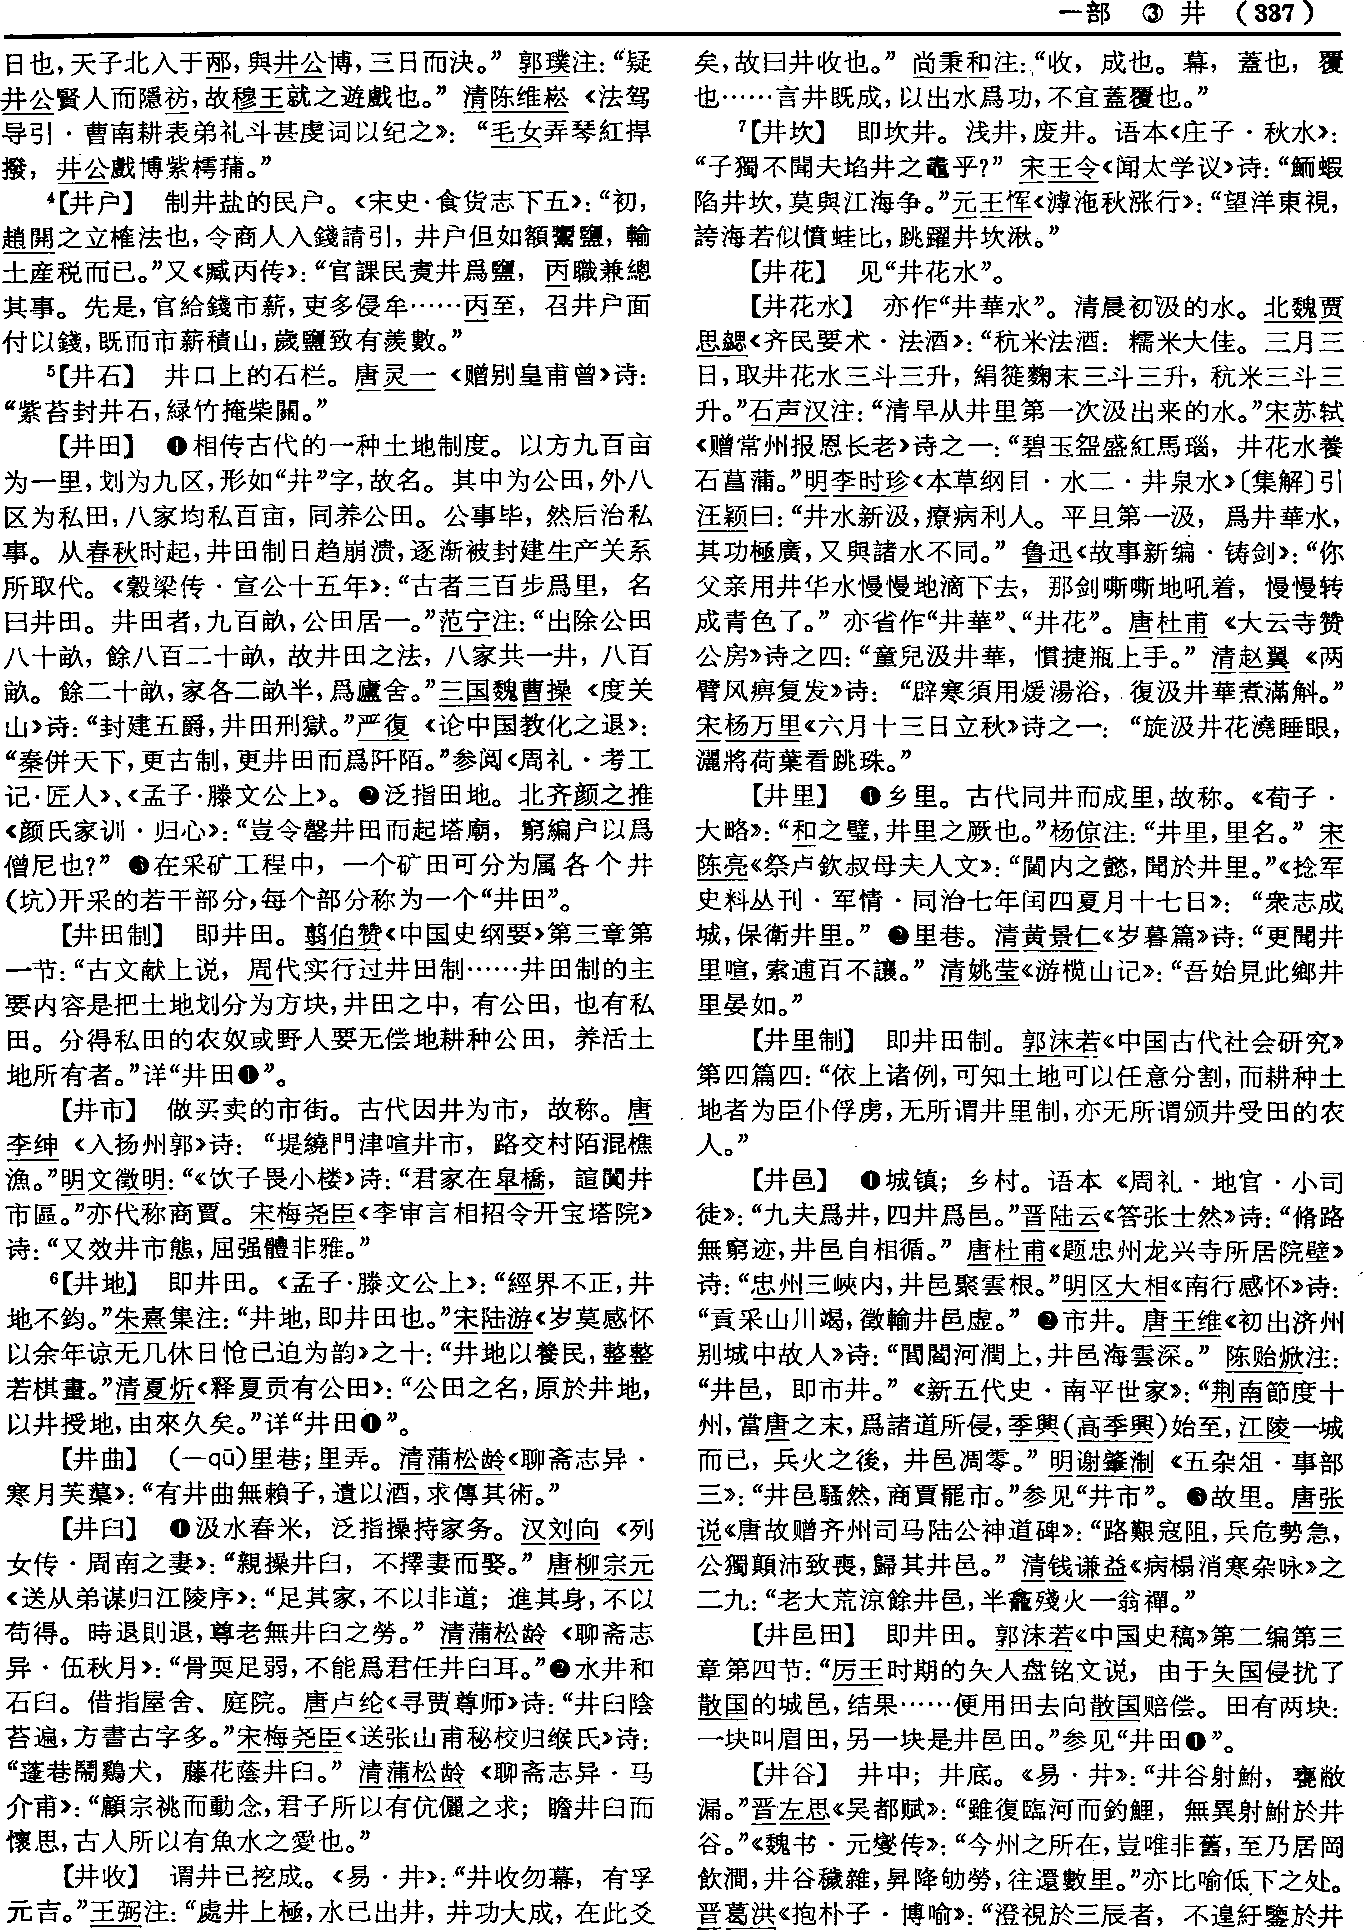 一部 ③ 井 (337)
日也，天子北入于邴，與井公博，三日而決。”郭璞注：“疑
井公賢人而隱彷，故穆王就之遊戲也。”清陈维崧《法驾
导引·曹南耕表弟礼斗甚虔词以纪之》：“毛女弄琴紅捍
撥，井公戲博紫樗蒱。”
⁴【井户】 制井盐的民户。《宋史·食货志下五》：“初，
趙開之立榷法也，令商人入錢請引，井户但如額鬻鹽，輸
土産税而已。”又《臧丙传》：“官課民煑井爲鹽，丙職兼總
其事。先是，官給錢市薪，吏多侵牟……丙至，召井户面
付以錢，既而市薪積山，歲鹽致有羨數。”
⁵【井石】 井口上的石栏。唐灵一《赠别皇甫曾》诗：
“紫苔封井石，緑竹掩柴關。”
【井田】 ❶相传古代的一种土地制度。以方九百亩
为一里，划为九区，形如“井”字，故名。其中为公田，外八
区为私田，八家均私百亩，同养公田。公事毕，然后治私
事。从春秋时起，井田制日趋崩溃，逐渐被封建生产关系
所取代。《穀梁传·宣公十五年》：“古者三百步爲里，名
曰井田。井田者，九百畝，公田居一。”范宁注：“出除公田
八十畝，餘八百二十畝，故井田之法，八家共一井，八百
畝。餘二十畝，家各二畝半，爲廬舍。”三国魏曹操《度关
山》诗：“封建五爵，井田刑獄。”严復《论中国教化之退》：
“秦併天下，更古制，更井田而爲阡陌。”参阅《周礼·考工
记·匠人》、《孟子·滕文公上》。❷泛指田地。北齐颜之推
《颜氏家训·归心》：“豈令罄井田而起塔廟，窮編户以爲
僧尼也？”❸在采矿工程中，一个矿田可分为属各个井
(坑)开采的若干部分，每个部分称为一个“井田”。
【井田制】 即井田。翦伯赞《中国史纲要》第三章第
一节：“古文献上说，周代实行过井田制……井田制的主
要内容是把土地划分为方块，井田之中，有公田，也有私
田。分得私田的农奴或野人要无偿地耕种公田，养活土
地所有者。”详“井田❶”。
【井市】 做买卖的市街。古代因井为市，故称。唐
李绅《入扬州郭》诗：“堤繞門津喧井市，路交村陌混樵
漁。”明文徵明：“《饮子畏小楼》诗：“君家在皐橋，諠闐井
市區。”亦代称商賈。宋梅尧臣《李审言相招令开宝塔院》
诗：“又效井市態，屈强體非雅。”
⁶【井地】 即井田。《孟子·滕文公上》：“經界不正，井
地不鈞。”朱熹集注：“井地，即井田也。”宋陆游《岁莫感怀
以余年谅无几休日怆已迫为韵》之十：“井地以養民，整整
若棋畫。”清夏炘《释夏贡有公田》：“公田之名，原於井地，
以井授地，由來久矣。”详“井田❶”。
【井曲】 (—qū)里巷；里弄。清蒲松龄《聊斋志异·
寒月芙蕖》：“有井曲無賴子，遺以酒，求傳其術。”
【井臼】 ❶汲水舂米，泛指操持家务。汉刘向《列
女传·周南之妻》：“親操井臼，不擇妻而娶。”唐柳宗元
《送从弟谋归江陵序》：“足其家，不以非道；進其身，不以
苟得。時退則退，尊老無井臼之勞。”清蒲松龄《聊斋志
异·伍秋月》：“骨耎足弱，不能爲君任井臼耳。”❷水井和
石臼。借指屋舍、庭院。唐卢纶《寻贾尊师》诗：“井臼陰
苔遍，方書古字多。”宋梅尧臣《送张山甫秘校归缑氏》诗：
“蓬巷鬧鷄犬，藤花蔭井臼。”清蒲松龄《聊斋志异·马
介甫》：“顧宗祧而動念，君子所以有伉儷之求；瞻井臼而
懷思，古人所以有魚水之愛也。”
【井收】 谓井已挖成。《易·井》：“井收勿幕，有孚
元吉。”王弼注：“處井上極，水已出井，井功大成，在此爻
矣，故曰井收也。”尚秉和注：“收，成也。幕，蓋也，覆
也……言井既成，以出水爲功，不宜蓋覆也。”
⁷【井坎】 即坎井。浅井，废井。语本《庄子·秋水》：
“子獨不聞夫埳井之鼃乎？”宋王令《闻太学议》诗：“鮞蝦
陷井坎，莫與江海争。”元王恽《滹沱秋涨行》：“望洋東視，
誇海若似憤蛙比，跳躍井坎湫。”
【井花】 见“井花水”。
【井花水】 亦作“井華水”。清晨初汲的水。北魏贾
思勰《齐民要术·法酒》：“秔米法酒：糯米大佳。三月三
日，取井花水三斗三升，絹簁麴末三斗三升，秔米三斗三
升。”石声汉注：“清早从井里第一次汲出来的水。”宋苏轼
《赠常州报恩长老》诗之一：“碧玉盌盛紅馬瑙，井花水養
石菖蒲。”明李时珍《本草纲目·水二·井泉水》〔集解〕引
汪颖曰：“井水新汲，療病利人。平旦第一汲，爲井華水，
其功極廣，又與諸水不同。”鲁迅《故事新编·铸剑》：“你
父亲用井华水慢慢地滴下去，那剑嘶嘶地吼着，慢慢转
成青色了。”亦省作“井華”、“井花”。唐杜甫《大云寺赞
公房》诗之四：“童兒汲井華，慣捷瓶上手。”清赵翼《两
臂风痹复发》诗：“辟寒須用煖湯浴，復汲井華煮滿斛。”
宋杨万里《六月十三日立秋》诗之一：“旋汲井花澆睡眼，
灑將荷葉看跳珠。”
【井里】 ❶乡里。古代同井而成里，故称。《荀子·
大略》：“和之璧，井里之厥也。”杨倞注：“井里，里名。”宋
陈亮《祭卢钦叔母夫人文》：“閫内之懿，聞於井里。”《捻军
史料丛刊·军情·同治七年闰四夏月十七日》：“衆志成
城，保衛井里。”❷里巷。清黄景仁《岁暮篇》诗：“更聞井
里喧，索逋百不讓。”清姚莹《游榄山记》：“吾始見此鄉井
里晏如。”
【井里制】 即井田制。郭沫若《中国古代社会研究》
第四篇四：“依上诸例，可知土地可以任意分割，而耕种土
地者为臣仆俘虏，无所谓井里制，亦无所谓颁井受田的农
人。”
【井邑】 ❶城镇；乡村。语本《周礼·地官·小司
徒》：“九夫爲井，四井爲邑。”晋陆云《答张士然》诗：“脩路
無窮迹，井邑自相循。”唐杜甫《题忠州龙兴寺所居院壁》
诗：“忠州三峽内，井邑聚雲根。”明区大相《南行感怀》诗：
“貢采山川竭，徵輸井邑虚。”❷市井。唐王维《初出济州
别城中故人》诗：“閭閻河潤上，井邑海雲深。”陈贻焮注：
“井邑，即市井。”《新五代史·南平世家》：“荆南節度十
州，當唐之末，爲諸道所侵，季興(高季興)始至，江陵一城
而已，兵火之後，井邑凋零。”明谢肇淛《五杂俎·事部
三》：“井邑騷然，商賈罷市。”参见“井市”。❸故里。唐张
说《唐故赠齐州司马陆公神道碑》：“路艱寇阻，兵危勢急，
公獨顛沛致喪，歸其井邑。”清钱谦益《病榻消寒杂咏》之
二九：“老大荒涼餘井邑，半龕殘火一翁禪。”
【井邑田】 即井田。郭沫若《中国史稿》第二编第三
章第四节：“厉王时期的矢人盘铭文说，由于矢国侵扰了
散国的城邑，结果……便用田去向散国赔偿。田有两块：
一块叫眉田，另一块是井邑田。”参见“井田❶”。
【井谷】 井中；井底。《易·井》：“井谷射鮒，甕敝
漏。”晋左思《吴都赋》：“雖復臨河而釣鯉，無異射鮒於井
谷。”《魏书·元燮传》：“今州之所在，豈唯非舊，至乃居岡
飲澗，井谷穢雜，昇降劬勞，往還數里。”亦比喻低下之处。
晋葛洪《抱朴子·博喻》：“澄視於三辰者，不遑紆鑒於井